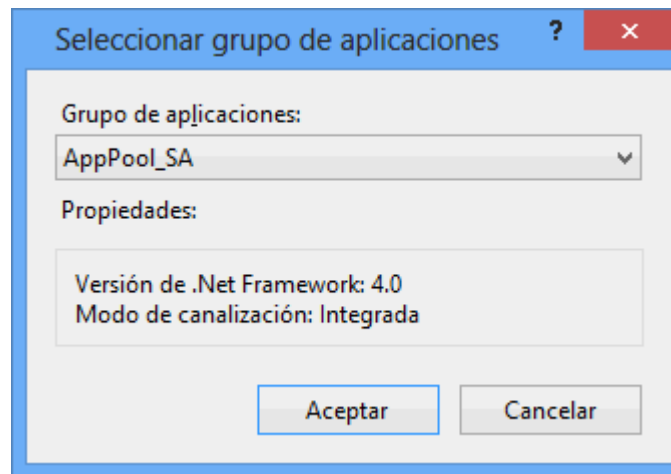 Seleccionar grupo de aplicaciones ?
Grupo de aplicaciones:
AppPool_SA
Propiedades:
Versión de .Net Framework: 4.0
Modo de canalización: Integrada
Aceptar Cancelar